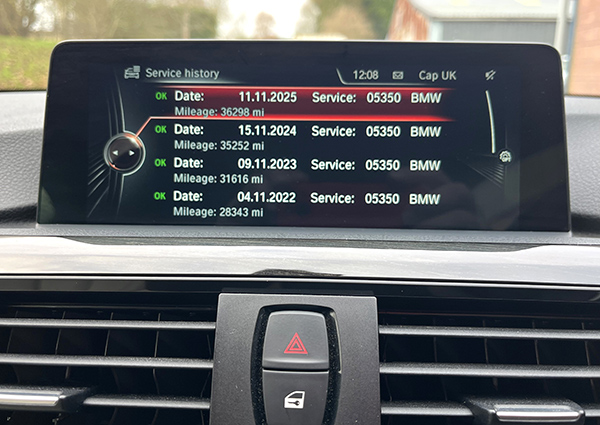 Service history 12:08 Cap UK
OK Date: 11.11.2025 Service: 05350 BMW
Mileage: 36298 mi
OK Date: 15.11.2024 Service: 05350 BMW
Mileage: 35252 mi
OK Date: 09.11.2023 Service: 05350 BMW
Mileage: 31616 mi
OK Date: 04.11.2022 Service: 05350 BMW
Mileage: 28343 mi